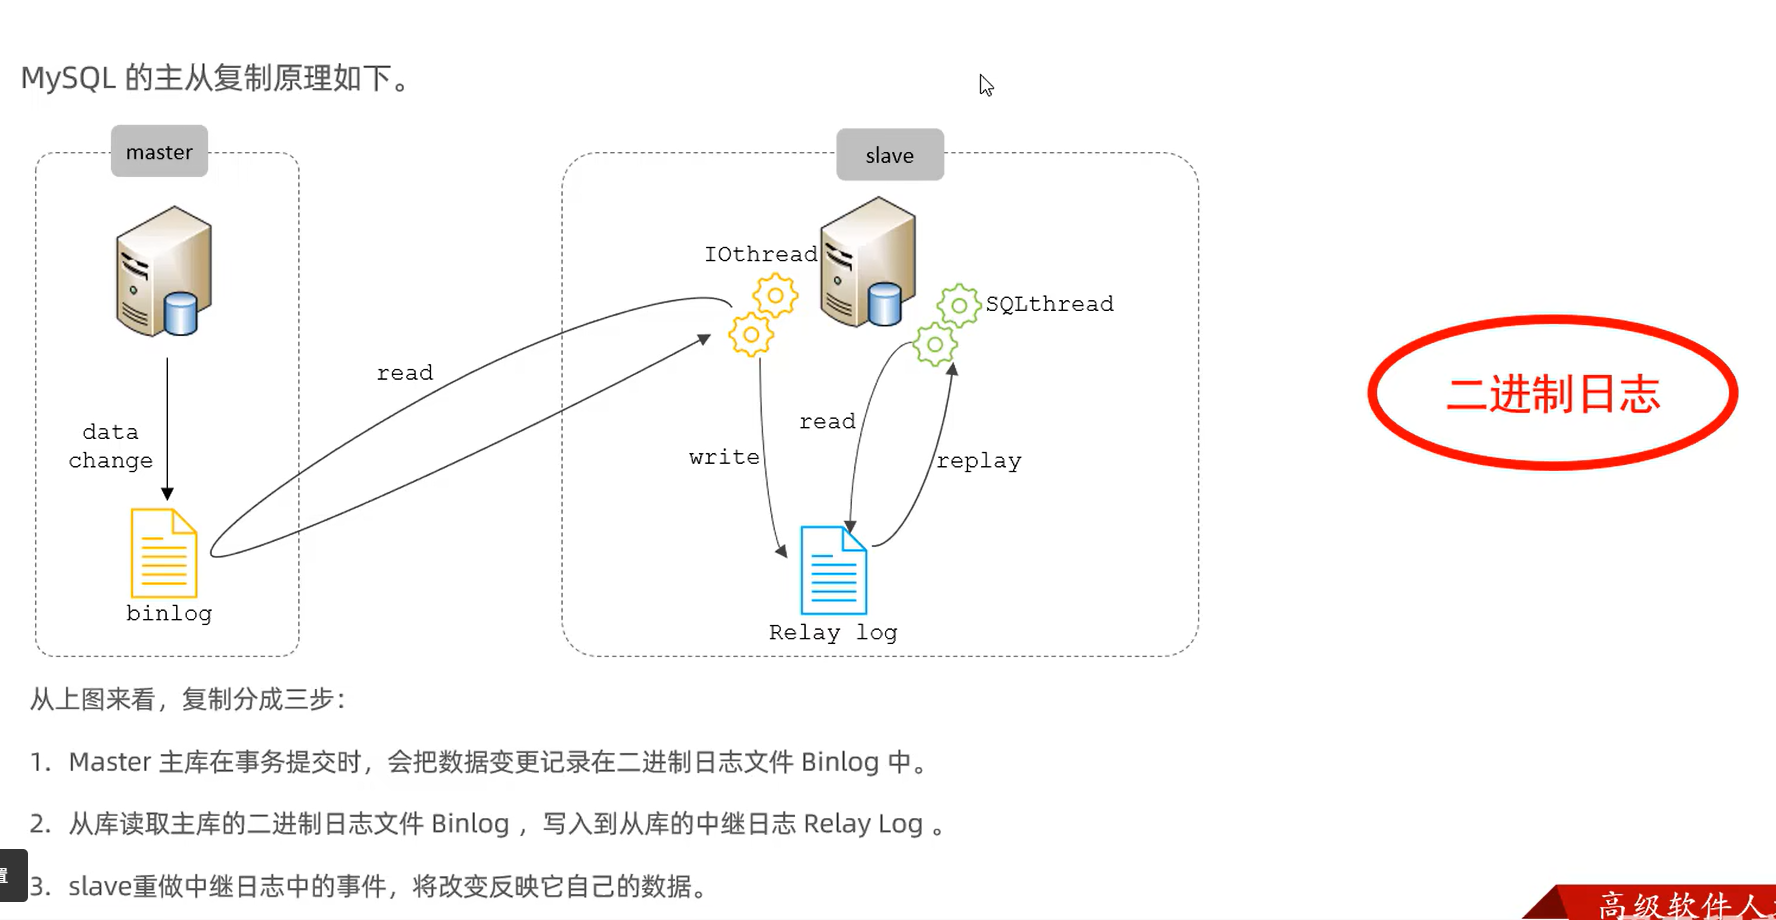 MySQL 的主从复制原理如下。
master
slave
IOthread
SQLthread
read
data
change
read
write
replay
binlog
Relay log
二进制日志
从上图来看，复制分成三步：
1. Master 主库在事务提交时，会把数据变更记录在二进制日志文件 Binlog 中。
2. 从库读取主库的二进制日志文件 Binlog ，写入到从库的中继日志 Relay Log 。
3. slave重做中继日志中的事件，将改变反映它自己的数据。
置
高级软件人